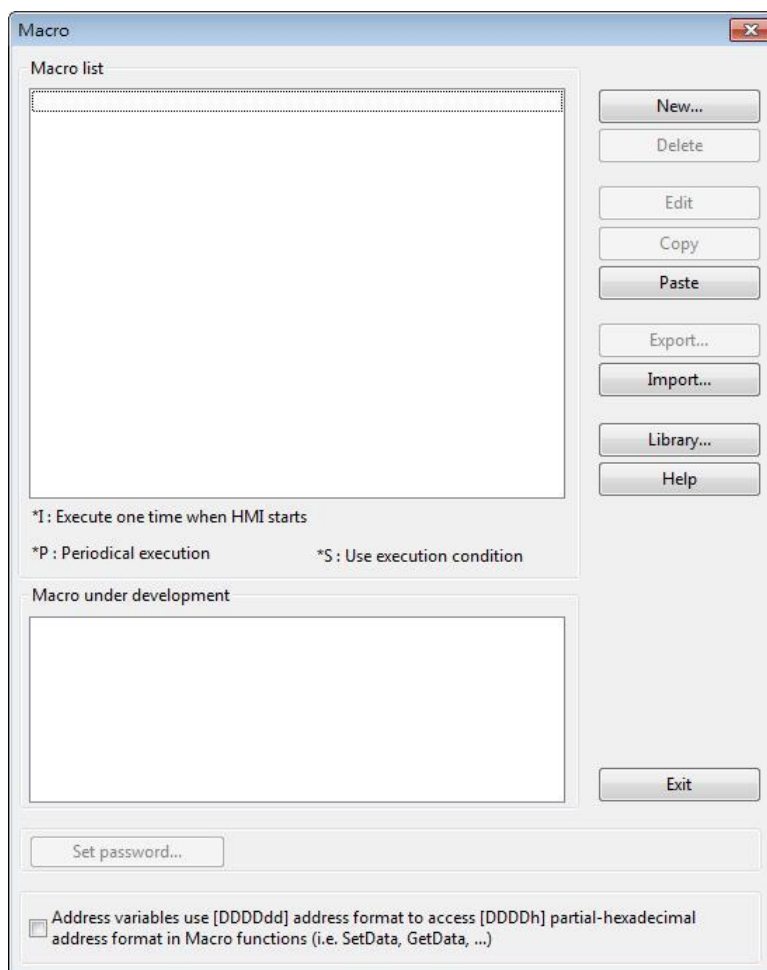 Macro
Macro list
New...
Delete
Edit
Copy
Paste
Export...
Import...
Library...
Help
*I : Execute one time when HMI starts
*P : Periodical execution
*S : Use execution condition
Macro under development
Exit
Set password...
Address variables use [DDDDdd] address format to access [DDDDh] partial-hexadecimal
address format in Macro functions (i.e. SetData, GetData, ...)